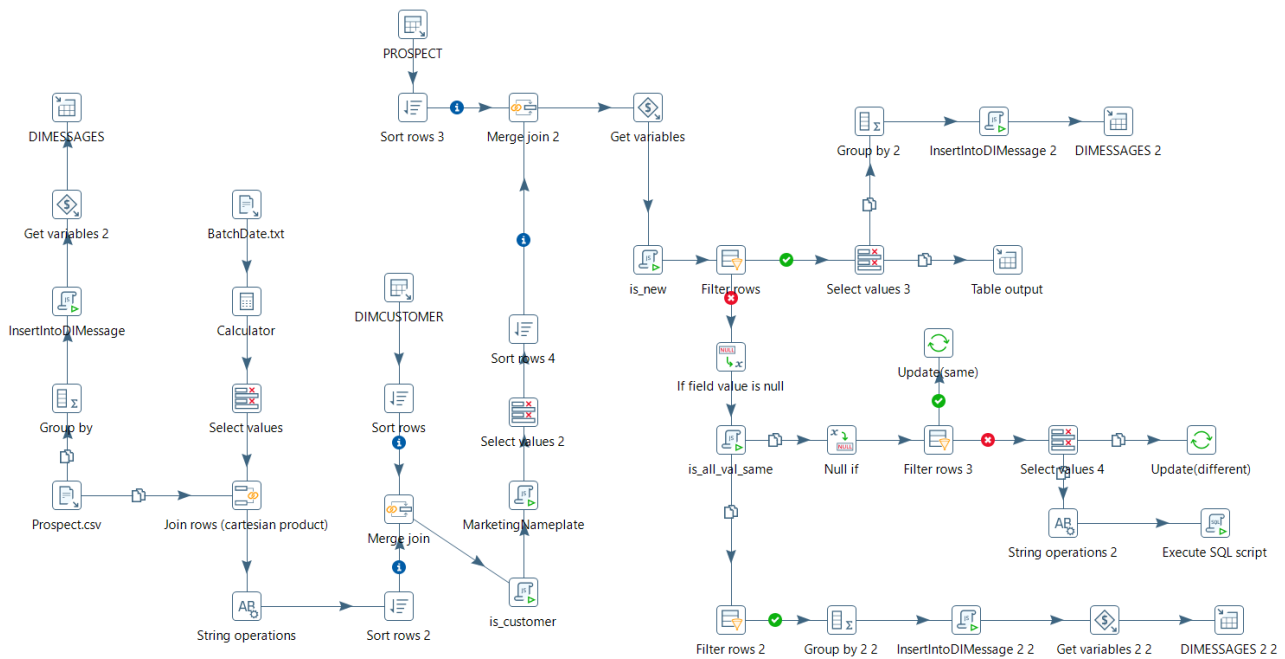 PROSPECT
DIMESSAGES
Sort rows 3
Merge join 2
Get variables
Group by 2
InsertIntoDIMessage 2
DIMESSAGES 2
Get variables 2
BatchDate.txt
is_new
Filter rows
Select values 3
Table output
DIMCUSTOMER
InsertIntoDIMessage
Calculator
Sort rows 4
Update(same)
NULL
If field value is null
Group by
Select values
Sort rows
Select values 2
is_all_val_same
NULL
Null if
Filter rows 3
Select values 4
Update(different)
Prospect.csv
Join rows (cartesian product)
Merge join
MarketingNameplate
AB
String operations 2
SQL
Execute SQL script
AB
String operations
Sort rows 2
is_customer
Filter rows 2
Group by 2 2
InsertIntoDIMessage 2 2
Get variables 2 2
DIMESSAGES 2 2